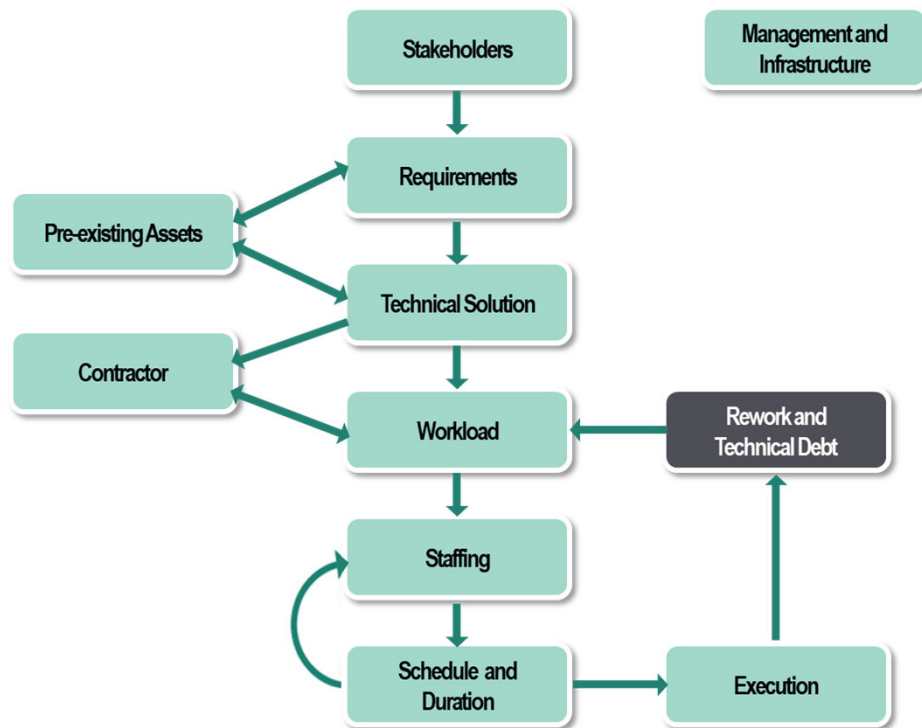 Stakeholders
Management and
Infrastructure
Requirements
Pre-existing Assets
Technical Solution
Contractor
Workload
Rework and
Technical Debt
Staffing
Schedule and
Duration
Execution